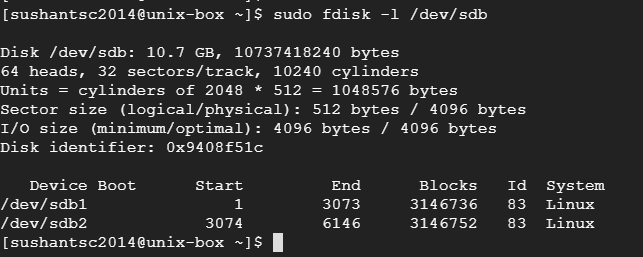 [sushantsc2014@unix-box ~]$ sudo fdisk -l /dev/sdb
Disk /dev/sdb: 10.7 GB, 10737418240 bytes
64 heads, 32 sectors/track, 10240 cylinders
Units = cylinders of 2048 * 512 = 1048576 bytes
Sector size (logical/physical): 512 bytes / 4096 bytes
I/O size (minimum/optimal): 4096 bytes / 4096 bytes
Disk identifier: 0x9408f51c
Device Boot Start End Blocks Id System
/dev/sdb1 1 3073 3146736 83 Linux
/dev/sdb2 3074 6146 3146752 83 Linux
[sushantsc2014@unix-box ~]$